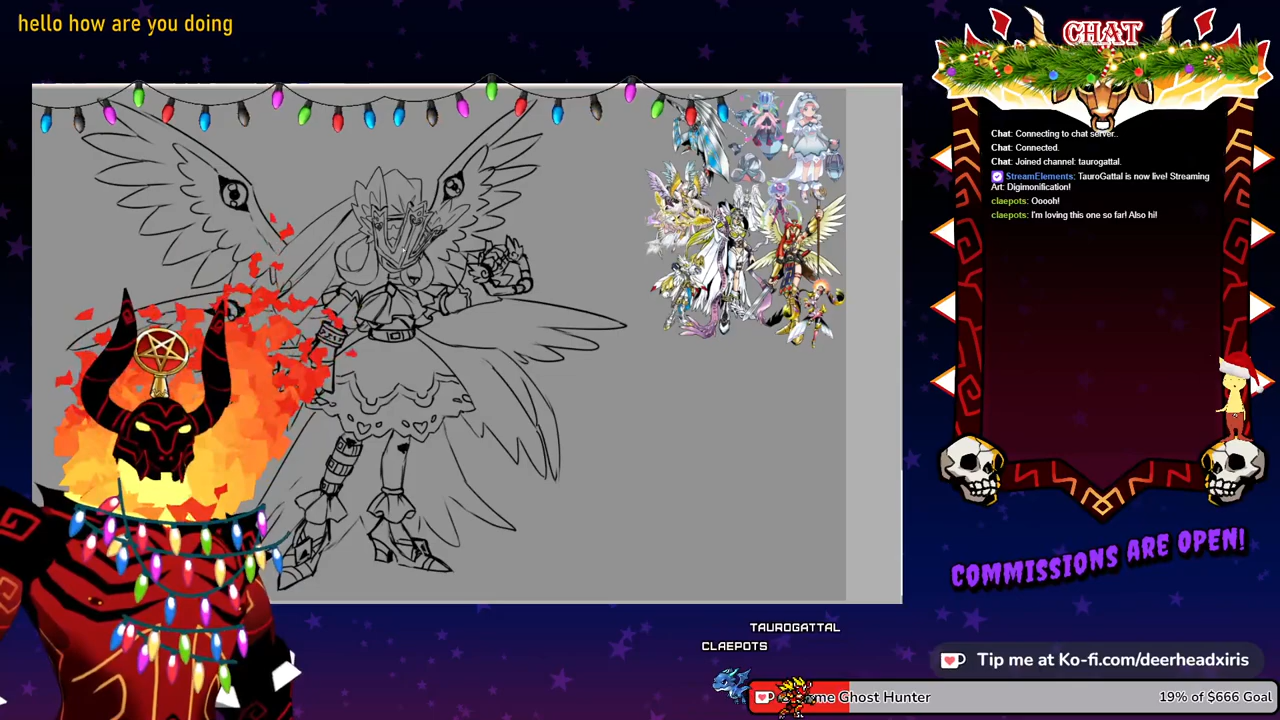 hello how are you doing
CHAT
Chat: Connecting to chat server..
Chat: Connected.
Chat: Joined channel: taurogattal.
StreamElements: TauroGattal is now live! Streaming
Art: Digimonification!
claepots: Ooooh!
claepots: I'm loving this one so far! Also hi!
COMMISSIONS ARE OPEN!
TAUROGATTAL
CLAEPOTS
Tip me at Ko-fi.com/deerheadxiris
me Ghost Hunter
19% of $666 Goal